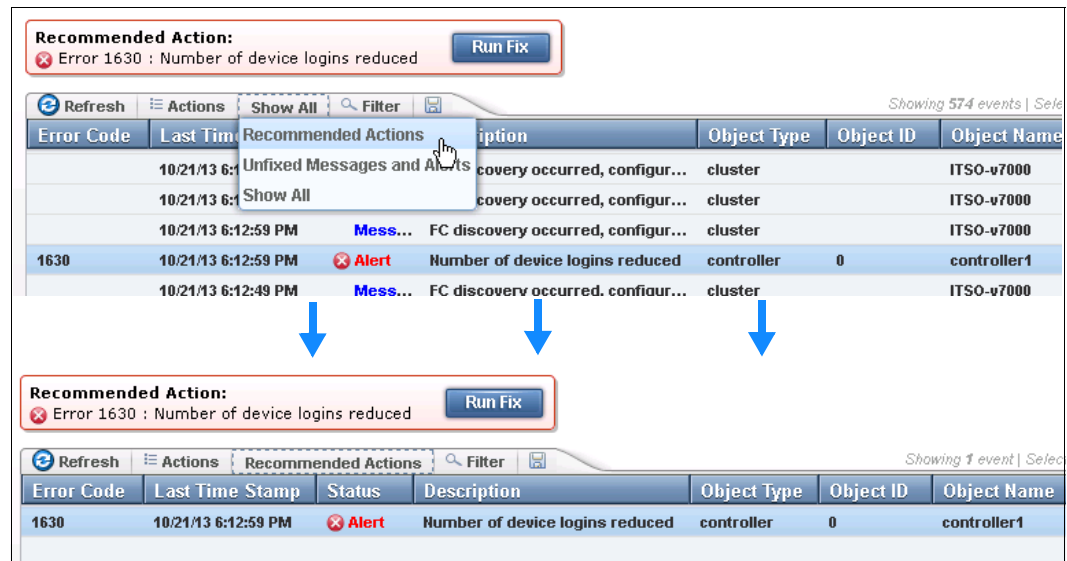 Recommended Action:
Error 1630 : Number of device logins reduced
Run Fix
Refresh Actions Show All Filter
Showing 574 events |
Error Code Last Object Type Object ID Object Name
Recommended Actions
Unfixed Messages and Alerts
Show All
10/21/13 occurred, configur... cluster ITSO-v7000
10/21/13 occurred, configur... cluster ITSO-v7000
10/21/13 6:12:59 PM Mess... FC discovery occurred, configur... cluster ITSO-v7000
1630 10/21/13 6:12:59 PM Alert Number of device logins reduced controller 0 controller1
10/21/13 6:12:49 PM Mess... FC discovery occurred, configur... cluster ITSO-v7000
Recommended Action:
Error 1630 : Number of device logins reduced
Run Fix
Refresh Actions Recommended Actions Filter
Showing 1 event |
Error Code Last Time Stamp Status Description Object Type Object ID Object Name
1630 10/21/13 6:12:59 PM Alert Number of device logins reduced controller 0 controller1